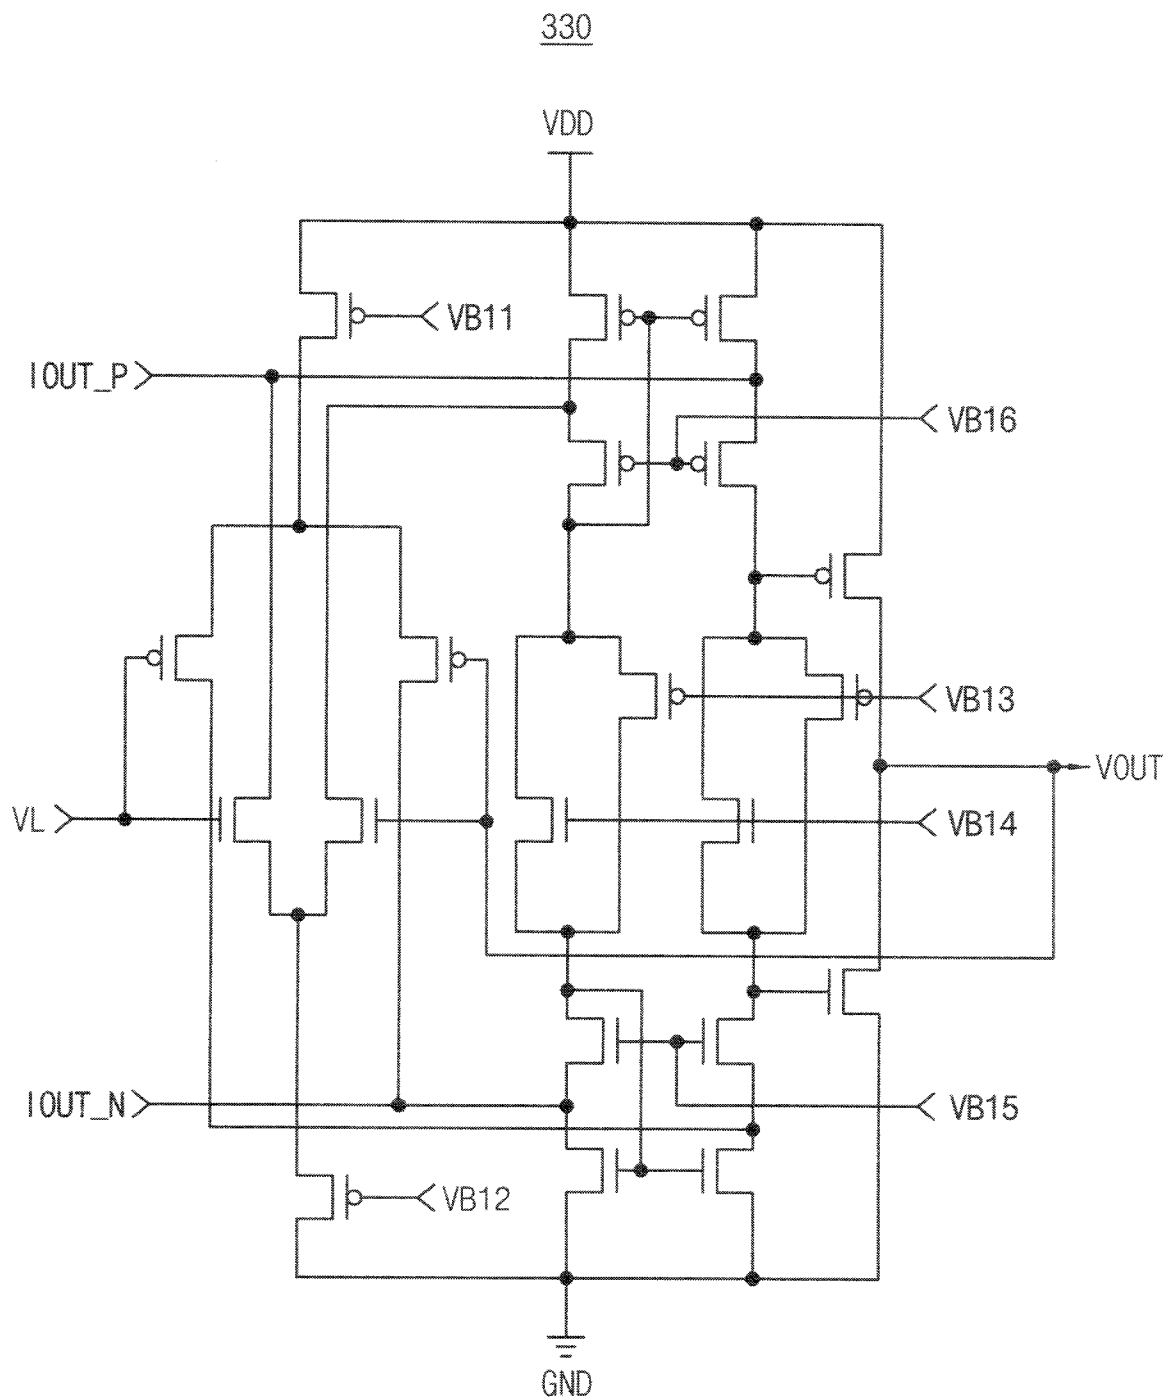 330
VDD
VB11
IOUT_P
VB16
VB13
VOUT
VL
VB14
IOUT_N
VB15
VB12
GND